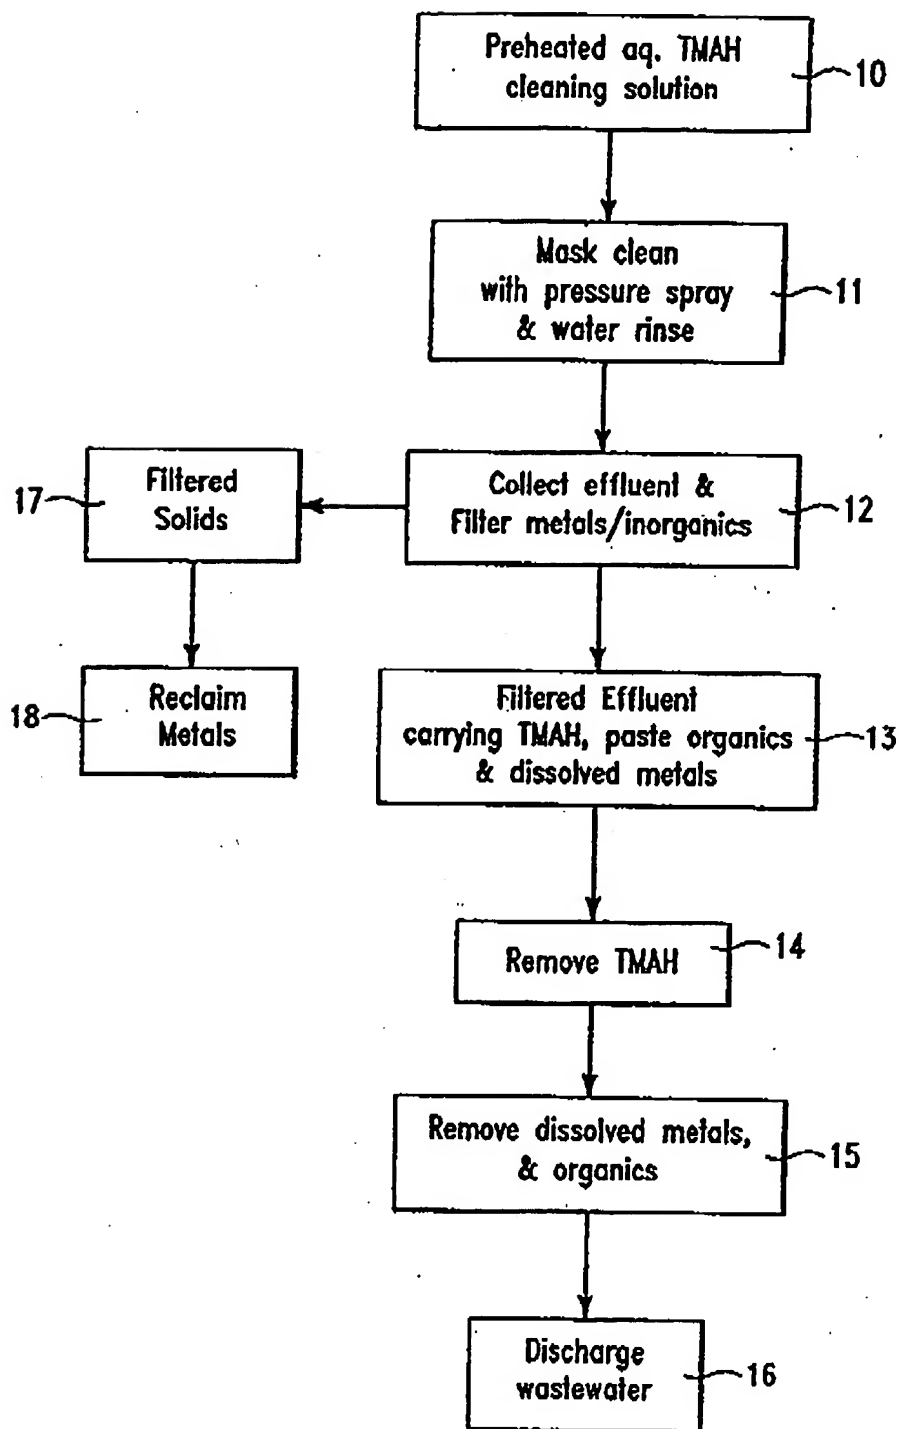 Preheated aq. TMAH
cleaning solution
10
Mask clean
with pressure spray
& water rinse
11
Collect effluent &
Filter metals/inorganics
12
Filtered
Solids
17
Reclaim
Metals
18
Filtered Effluent
carrying TMAH, paste organics
& dissolved metals
13
Remove TMAH
14
Remove dissolved metals,
& organics
15
Discharge
wastewater
16